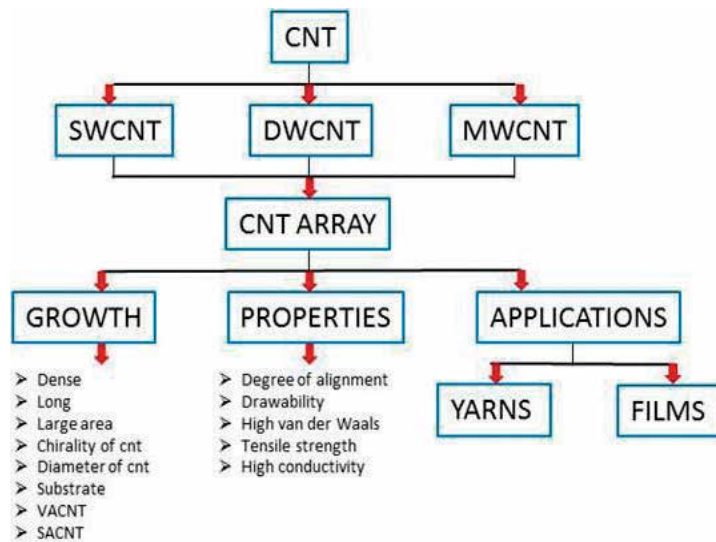 CNT
SWCNT
DWCNT
MWCNT
CNT ARRAY
GROWTH
PROPERTIES
APPLICATIONS
➢ Dense
➢ Long
➢ Large area
➢ Chirality of cnt
➢ Diameter of cnt
➢ Substrate
➢ VACNT
➢ SACNT
➢ Degree of alignment
➢ Drawability
➢ High van der Waals
➢ Tensile strength
➢ High conductivity
YARNS
FILMS